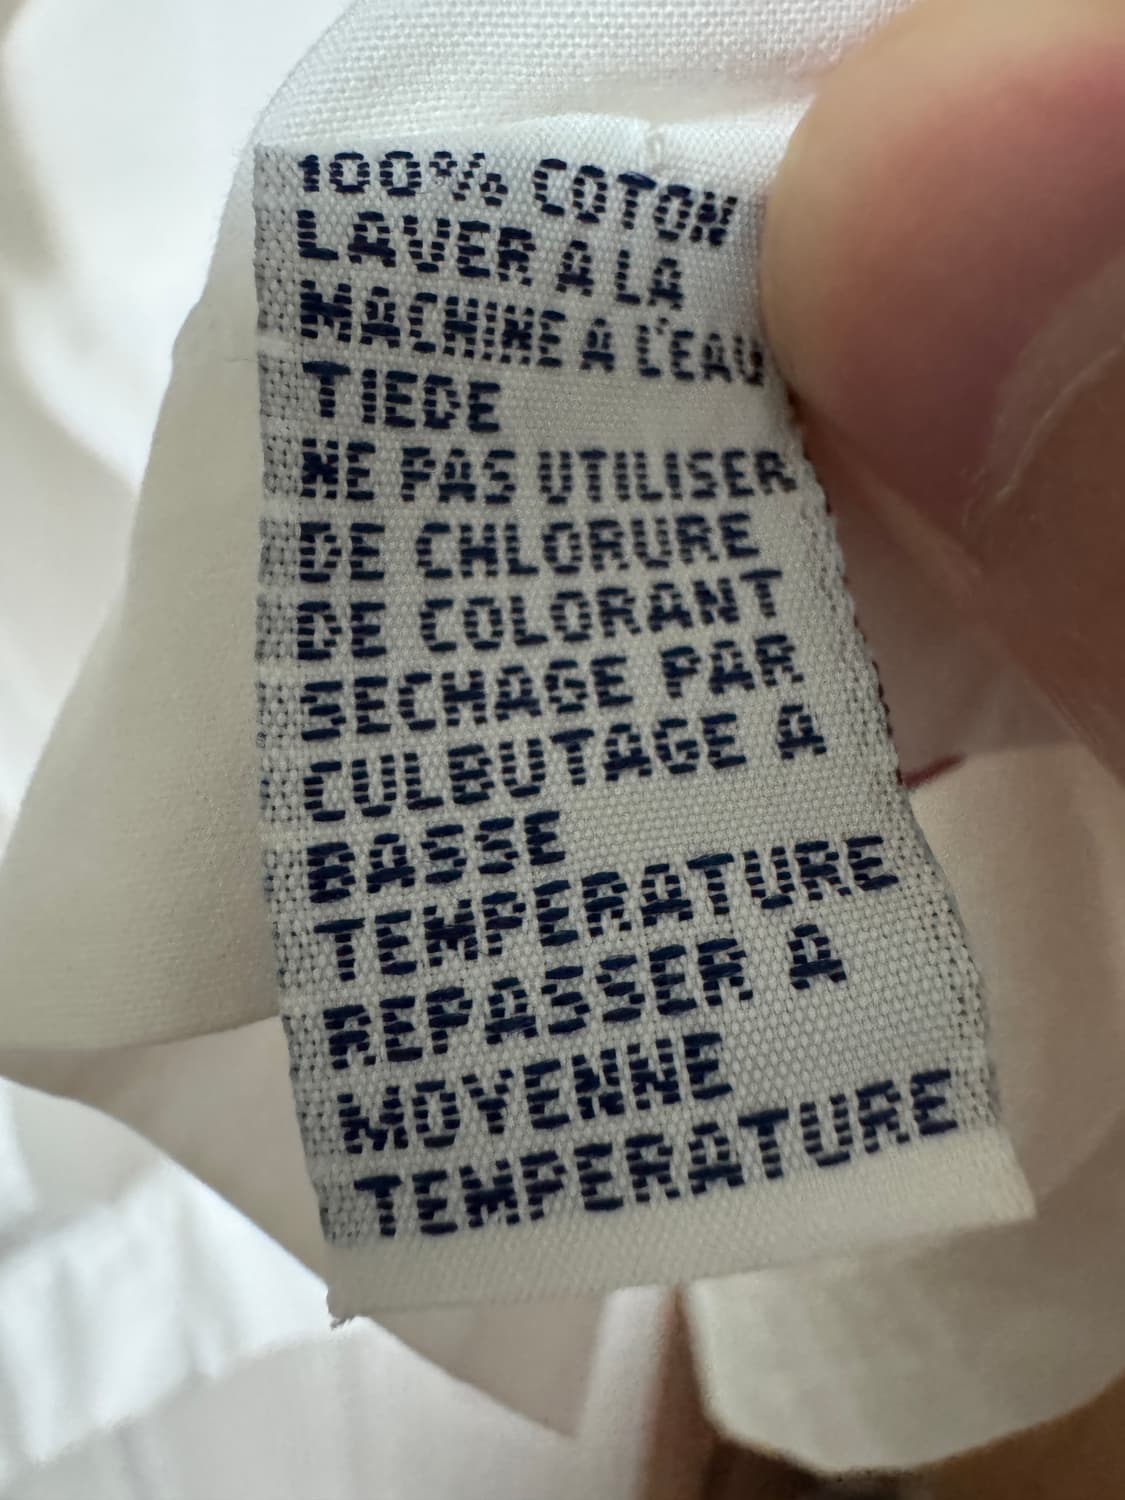 100% COTON
LAVER A LA
MACHINE A L'EAU
TIEDE
NE PAS UTILISER
DE CHLORURE
DE COLORANT
SECHAGE PAR
CULBUTAGE A
BASSE
TEMPERATURE
REPASSER A
MOYENNE
TEMPERATURE